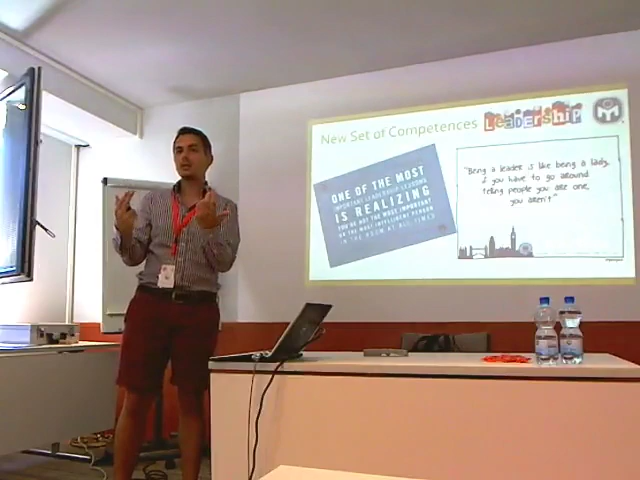 New Set of Competences Leadership
ONE OF THE MOST
IMPORTANT LEADERSHIP LESSONS
IS REALIZING
YOU'RE NOT THE MOST IMPORTANT
OR THE MOST INTELLIGENT PERSON
IN THE ROOM AT ALL TIMES
"Being a leader is like being a lady,
if you have to go around
telling people you are one,
you aren't"